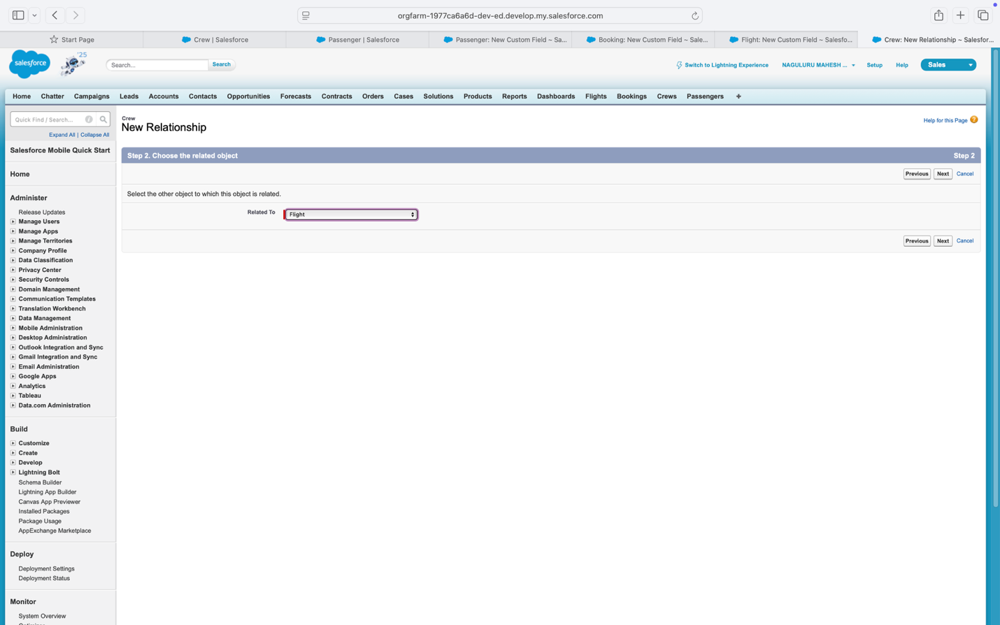 orgfarm-1977ca6a6d-dev-ed.develop.my.salesforce.com
Start Page
Crew | Salesforce
Passenger | Salesforce
Passenger: New Custom Field ~ Sa...
Booking: New Custom Field ~ Sale...
Flight: New Custom Field ~ Salesfo...
Crew: New Relationship ~ Salesfor...
salesforce
'25
Search...
Search
Switch to Lightning Experience
NAGULURU MAHESH ...
Setup
Help
Sales
Home Chatter Campaigns Leads Accounts Contacts Opportunities Forecasts Contracts Orders Cases Solutions Products Reports Dashboards Flights Bookings Crews Passengers +
Quick Find / Search...
Expand All | Collapse All
Salesforce Mobile Quick Start
Home
Administer
Release Updates
Manage Users
Manage Apps
Manage Territories
Company Profile
Data Classification
Privacy Center
Security Controls
Domain Management
Communication Templates
Translation Workbench
Data Management
Mobile Administration
Desktop Administration
Outlook Integration and Sync
Gmail Integration and Sync
Email Administration
Google Apps
Analytics
Tableau
Data.com Administration
Build
Customize
Create
Develop
Lightning Bolt
Schema Builder
Lightning App Builder
Canvas App Previewer
Installed Packages
Package Usage
AppExchange Marketplace
Deploy
Deployment Settings
Deployment Status
Monitor
System Overview
Crew
New Relationship
Help for this Page ?
Step 2. Choose the related object
Step 2
Previous Next Cancel
Select the other object to which this object is related.
Related To
Flight
Previous Next Cancel